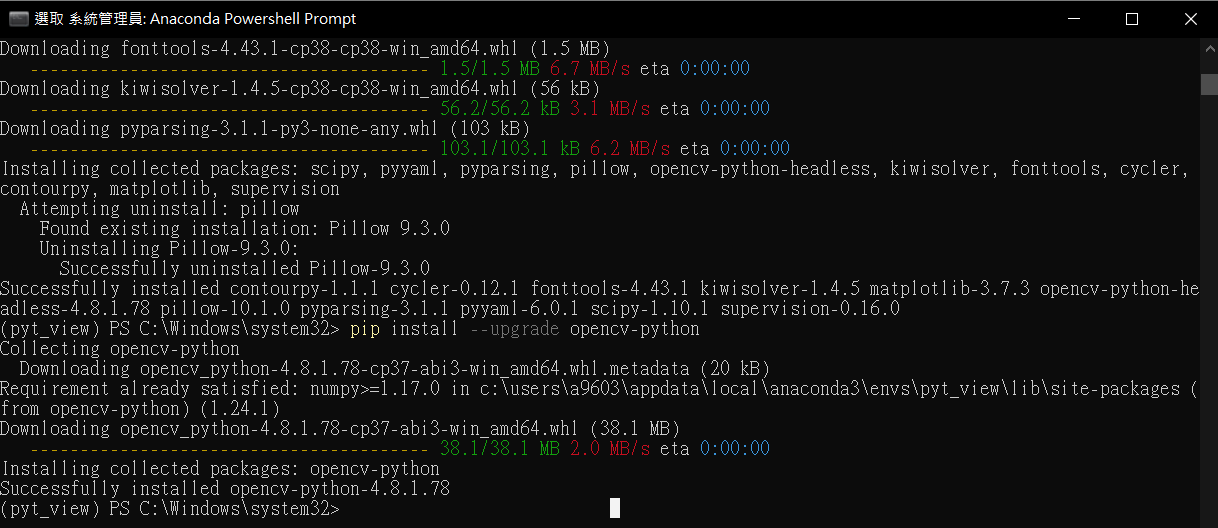 選取 系統管理員: Anaconda Powershell Prompt
Downloading fonttools-4.43.1-cp38-cp38-win_amd64.whl (1.5 MB)
---------------------------------------- 1.5/1.5 MB 6.7 MB/s eta 0:00:00
Downloading kiwisolver-1.4.5-cp38-cp38-win_amd64.whl (56 kB)
---------------------------------------- 56.2/56.2 kB 3.1 MB/s eta 0:00:00
Downloading pyparsing-3.1.1-py3-none-any.whl (103 kB)
---------------------------------------- 103.1/103.1 kB 6.2 MB/s eta 0:00:00
Installing collected packages: scipy, pyyaml, pyparsing, pillow, opencv-python-headless, kiwisolver, fonttools, cycler,
contourpy, matplotlib, supervision
Attempting uninstall: pillow
Found existing installation: Pillow 9.3.0
Uninstalling Pillow-9.3.0:
Successfully uninstalled Pillow-9.3.0
Successfully installed contourpy-1.1.1 cycler-0.12.1 fonttools-4.43.1 kiwisolver-1.4.5 matplotlib-3.7.3 opencv-python-he
adless-4.8.1.78 pillow-10.1.0 pyparsing-3.1.1 pyyaml-6.0.1 scipy-1.10.1 supervision-0.16.0
(pyt_view) PS C:\Windows\system32> pip install --upgrade opencv-python
Collecting opencv-python
Downloading opencv_python-4.8.1.78-cp37-abi3-win_amd64.whl.metadata (20 kB)
Requirement already satisfied: numpy>=1.17.0 in c:\users\a9603\appdata\local\anaconda3\envs\pyt_view\lib\site-packages (
from opencv-python) (1.24.1)
Downloading opencv_python-4.8.1.78-cp37-abi3-win_amd64.whl (38.1 MB)
---------------------------------------- 38.1/38.1 MB 2.0 MB/s eta 0:00:00
Installing collected packages: opencv-python
Successfully installed opencv-python-4.8.1.78
(pyt_view) PS C:\Windows\system32>